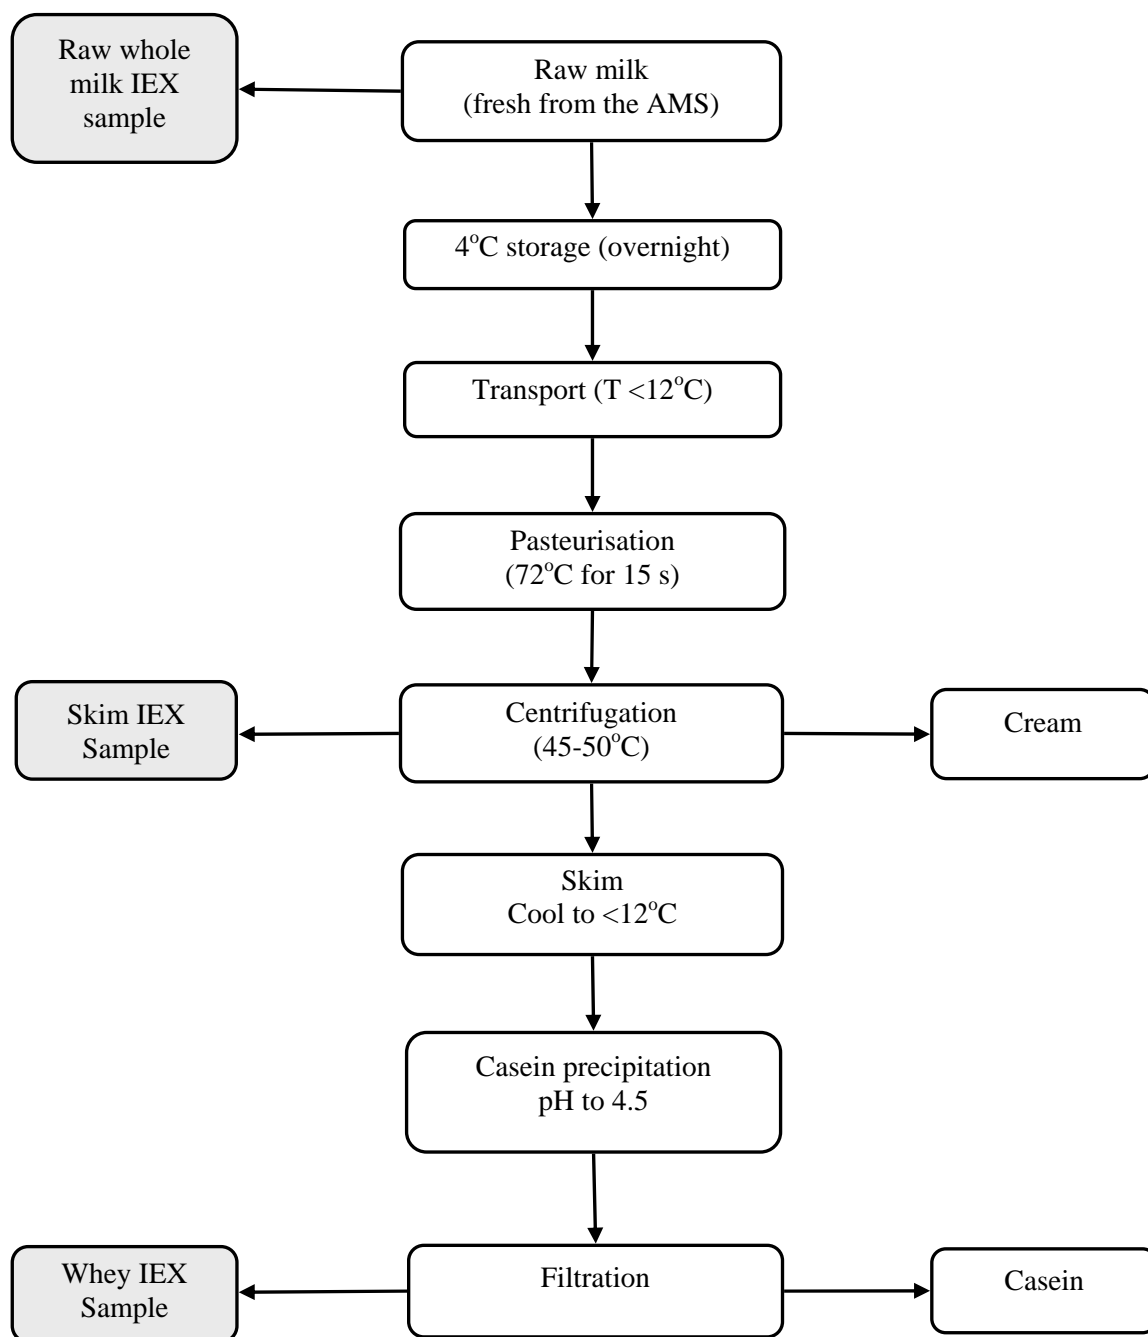 Raw whole
milk IEX
sample
Raw milk
(fresh from the AMS)
4°C storage (overnight)
Transport (T <12°C)
Pasteurisation
(72°C for 15 s)
Skim IEX
Sample
Centrifugation
(45-50°C)
Cream
Skim
Cool to <12°C
Casein precipitation
pH to 4.5
Whey IEX
Sample
Filtration
Casein